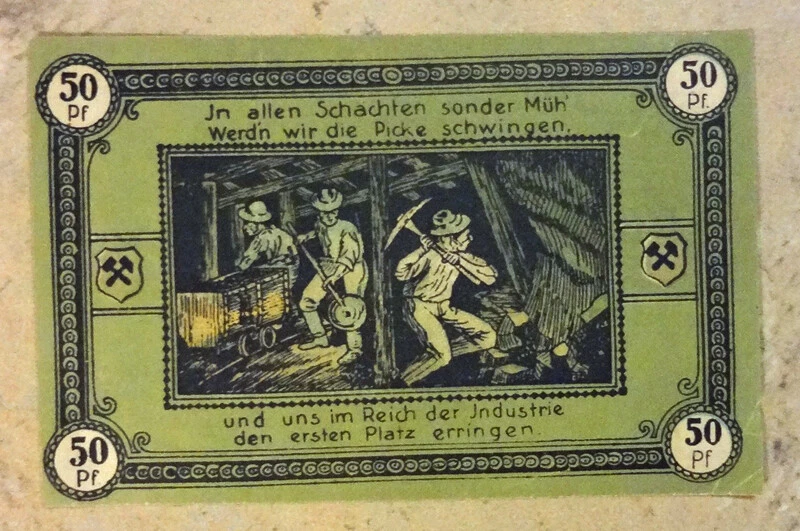 50
Pf
50
Pf.
Jn allen Schachten sonder Müh'
Werd'n wir die Picke schwingen,
und uns im Reich der Jndustrie
den ersten Platz erringen.
50
Pf
50
Pf